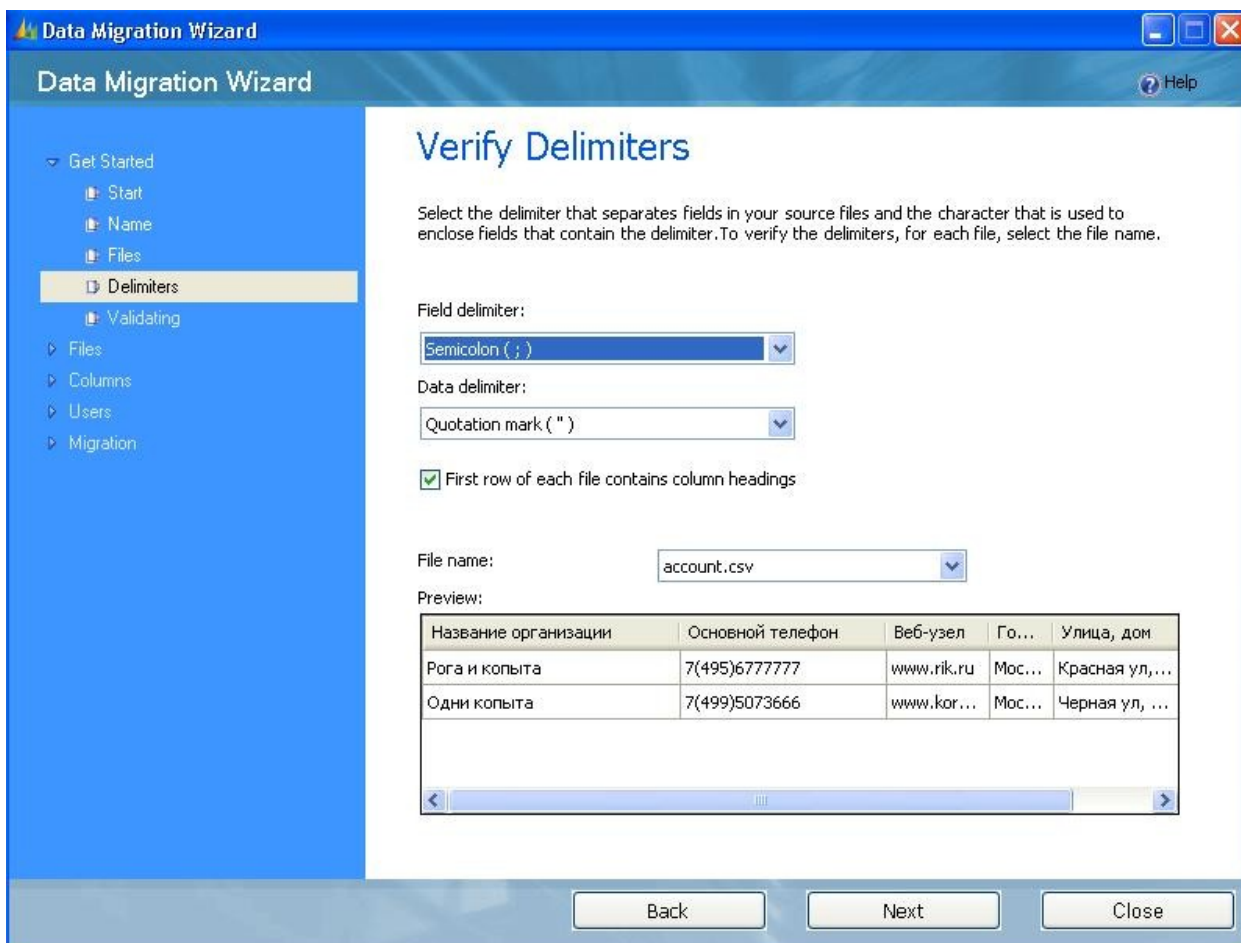 Data Migration Wizard
Data Migration Wizard
Help
Get Started
Start
Name
Files
Delimiters
Validating
Files
Columns
Users
Migration
Verify Delimiters
Select the delimiter that separates fields in your source files and the character that is used to
enclose fields that contain the delimiter.To verify the delimiters, for each file, select the file name.
Field delimiter:
Semicolon ( ; )
Data delimiter:
Quotation mark ( " )
First row of each file contains column headings
File name:
account.csv
Preview:
Название организации Основной телефон Веб-узел Го... Улица, дом
Рога и копыта 7(495)6777777 www.rik.ru Мос... Красная ул,...
Одни копыта 7(499)5073666 www.kor... Мос... Черная ул, ...
Back Next Close